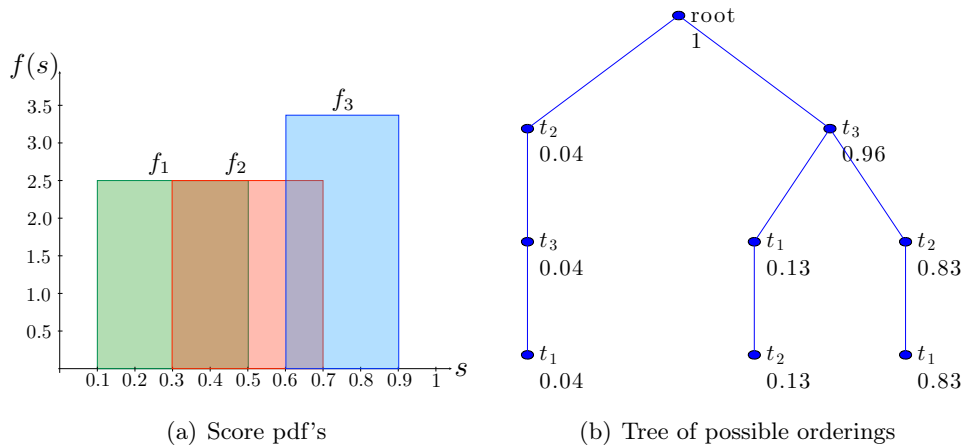 root
1
f(s)
3.5
3.0
2.5
2.0
1.5
1.0
0.5
f₁
f₂
f₃
0.1 0.2 0.3 0.4 0.5 0.6 0.7 0.8 0.9 1 s
t₂
0.04
t₃
0.96
t₃
0.04
t₁
0.13
t₂
0.83
t₁
0.04
t₂
0.13
t₁
0.83
(a) Score pdf's
(b) Tree of possible orderings